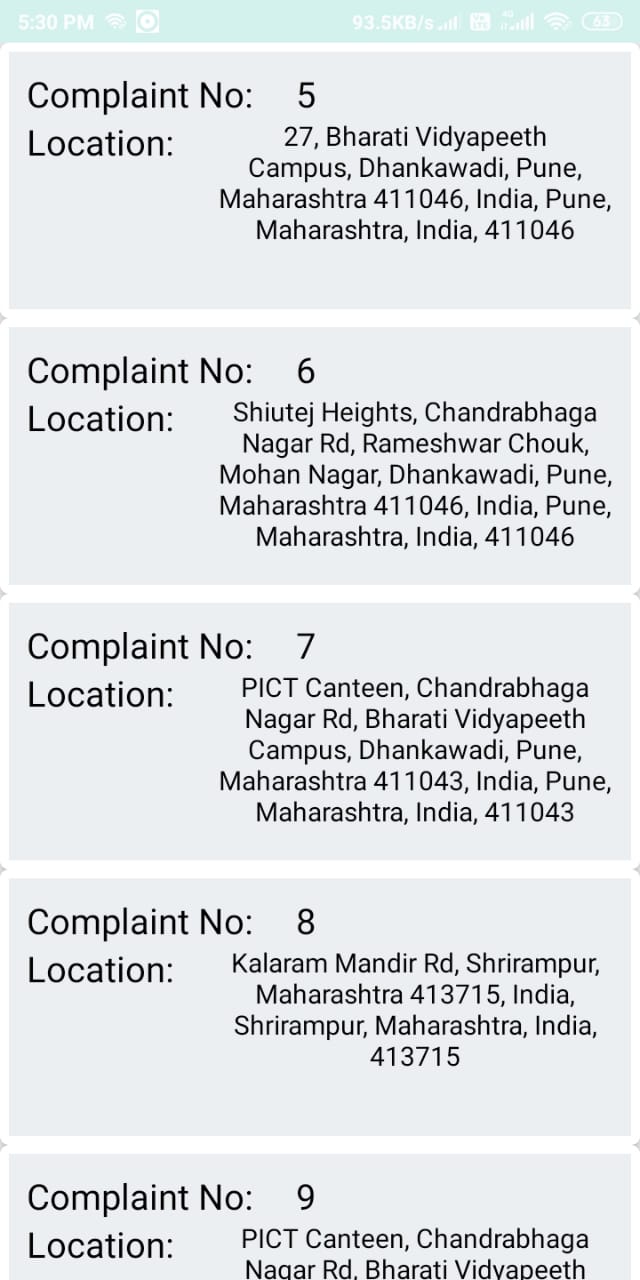 5:30 PM 93.5KB/s 4G 63
Complaint No: 5
Location: 27, Bharati Vidyapeeth
Campus, Dhankawadi, Pune,
Maharashtra 411046, India, Pune,
Maharashtra, India, 411046
Complaint No: 6
Location: Shiutej Heights, Chandrabhaga
Nagar Rd, Rameshwar Chouk,
Mohan Nagar, Dhankawadi, Pune,
Maharashtra 411046, India, Pune,
Maharashtra, India, 411046
Complaint No: 7
Location: PICT Canteen, Chandrabhaga
Nagar Rd, Bharati Vidyapeeth
Campus, Dhankawadi, Pune,
Maharashtra 411043, India, Pune,
Maharashtra, India, 411043
Complaint No: 8
Location: Kalaram Mandir Rd, Shrirampur,
Maharashtra 413715, India,
Shrirampur, Maharashtra, India,
413715
Complaint No: 9
Location: PICT Canteen, Chandrabhaga
Nagar Rd, Bharati Vidyapeeth